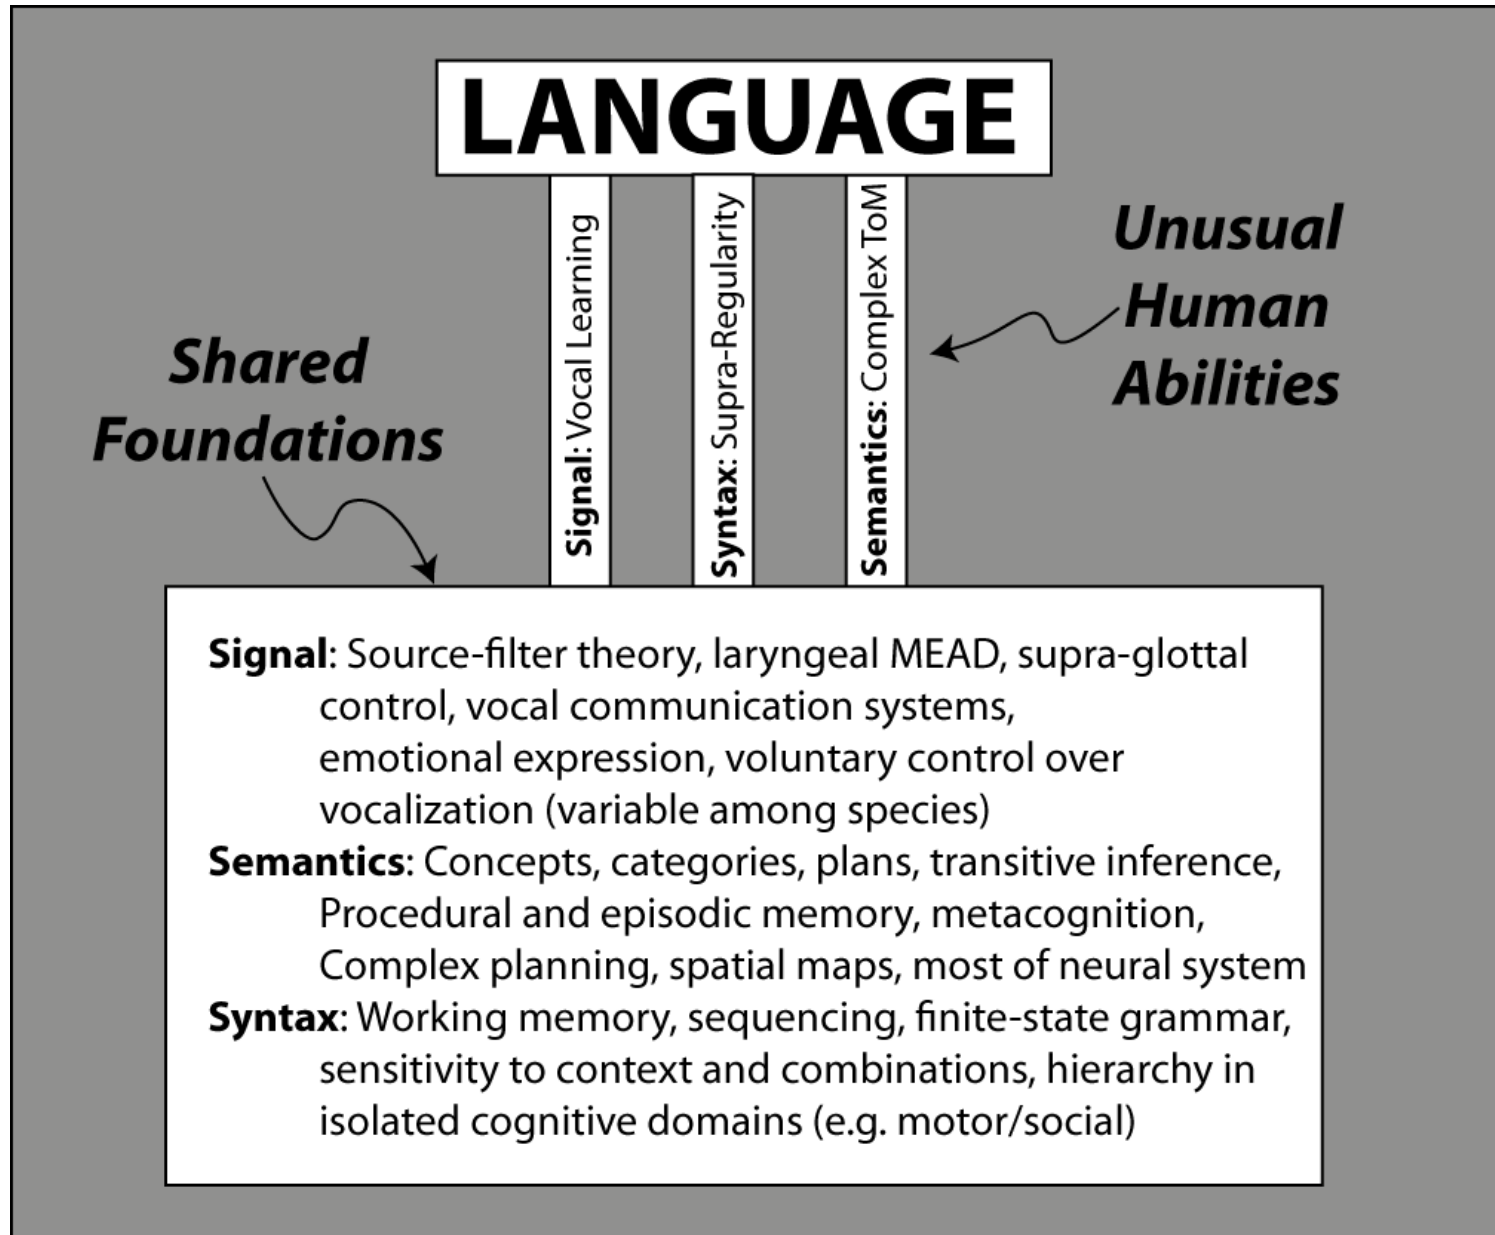 LANGUAGE
Signal: Vocal Learning
Syntax: Supra-Regularity
Semantics: Complex ToM
Unusual
Human
Abilities
Shared
Foundations
Signal: Source-filter theory, laryngeal MEAD, supra-glottal
control, vocal communication systems,
emotional expression, voluntary control over
vocalization (variable among species)
Semantics: Concepts, categories, plans, transitive inference,
Procedural and episodic memory, metacognition,
Complex planning, spatial maps, most of neural system
Syntax: Working memory, sequencing, finite-state grammar,
sensitivity to context and combinations, hierarchy in
isolated cognitive domains (e.g. motor/social)